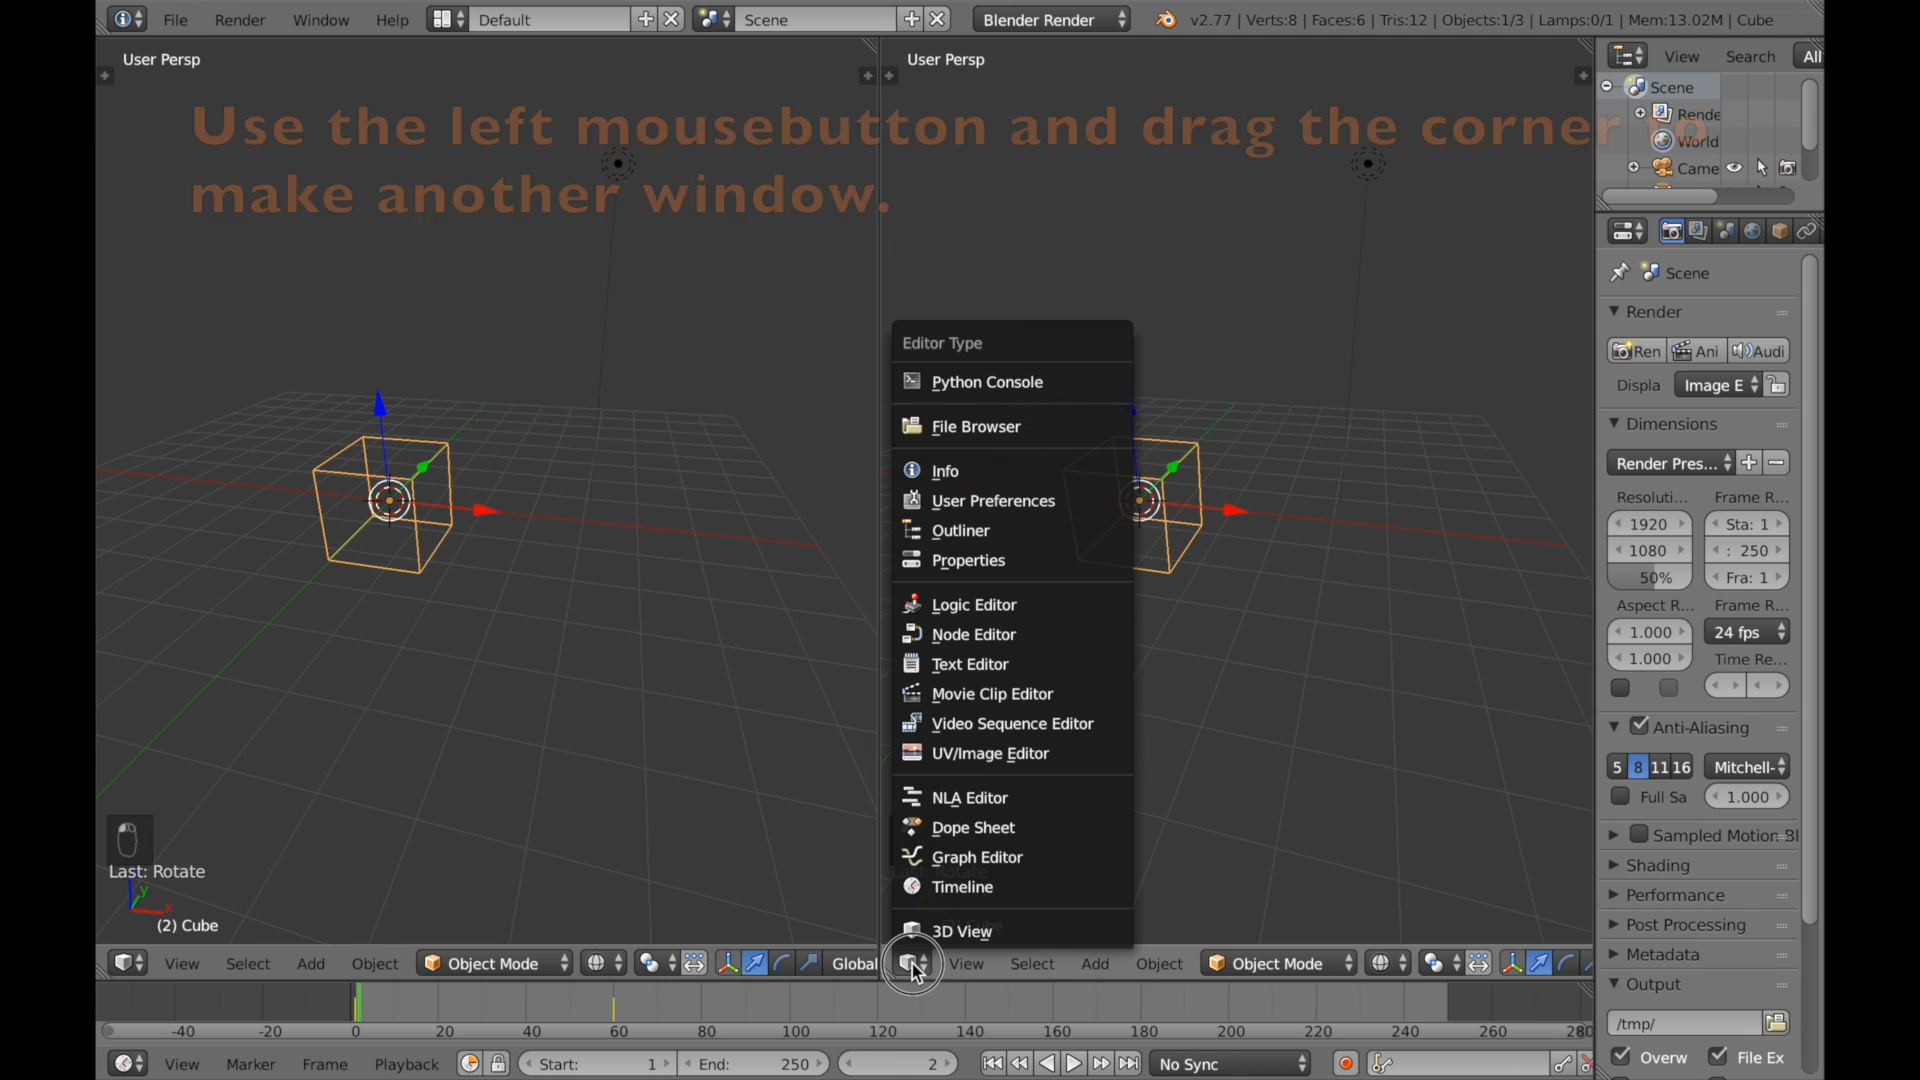 File Render Window Help Default Scene Blender Render v2.77 | Verts:8 | Faces:6 | Tris:12 | Objects:1/3 | Lamps:0/1 | Mem:13.02M | Cube
User Persp User Persp View Search All
Use the left mousebutton and drag the corner to
make another window.
Scene
Rende
World
Came
Scene
Editor Type
Python Console
File Browser
Info
User Preferences
Outliner
Properties
Logic Editor
Node Editor
Text Editor
Movie Clip Editor
Video Sequence Editor
UV/Image Editor
NLA Editor
Dope Sheet
Graph Editor
Timeline
3D View
Render
Ren Ani Audi
Displa Image E
Dimensions
Render Pres...
Resoluti... Frame R...
1920 Sta: 1
1080 : 250
50% Fra: 1
Aspect R... Frame R...
1.000 24 fps
1.000 Time Re...
Anti-Aliasing
5 8 11 16 Mitchell-
Full Sa 1.000
Sampled Motion Bl
Shading
Performance
Post Processing
Metadata
Output
/tmp/
Overw File Ex
Last: Rotate
y
x
(2) Cube
View Select Add Object Object Mode Global
View Select Add Object Object Mode
-40 -20 0 20 40 60 80 100 120 140 160 180 200 220 240 260 280
View Marker Frame Playback Start: 1 End: 250 2 No Sync